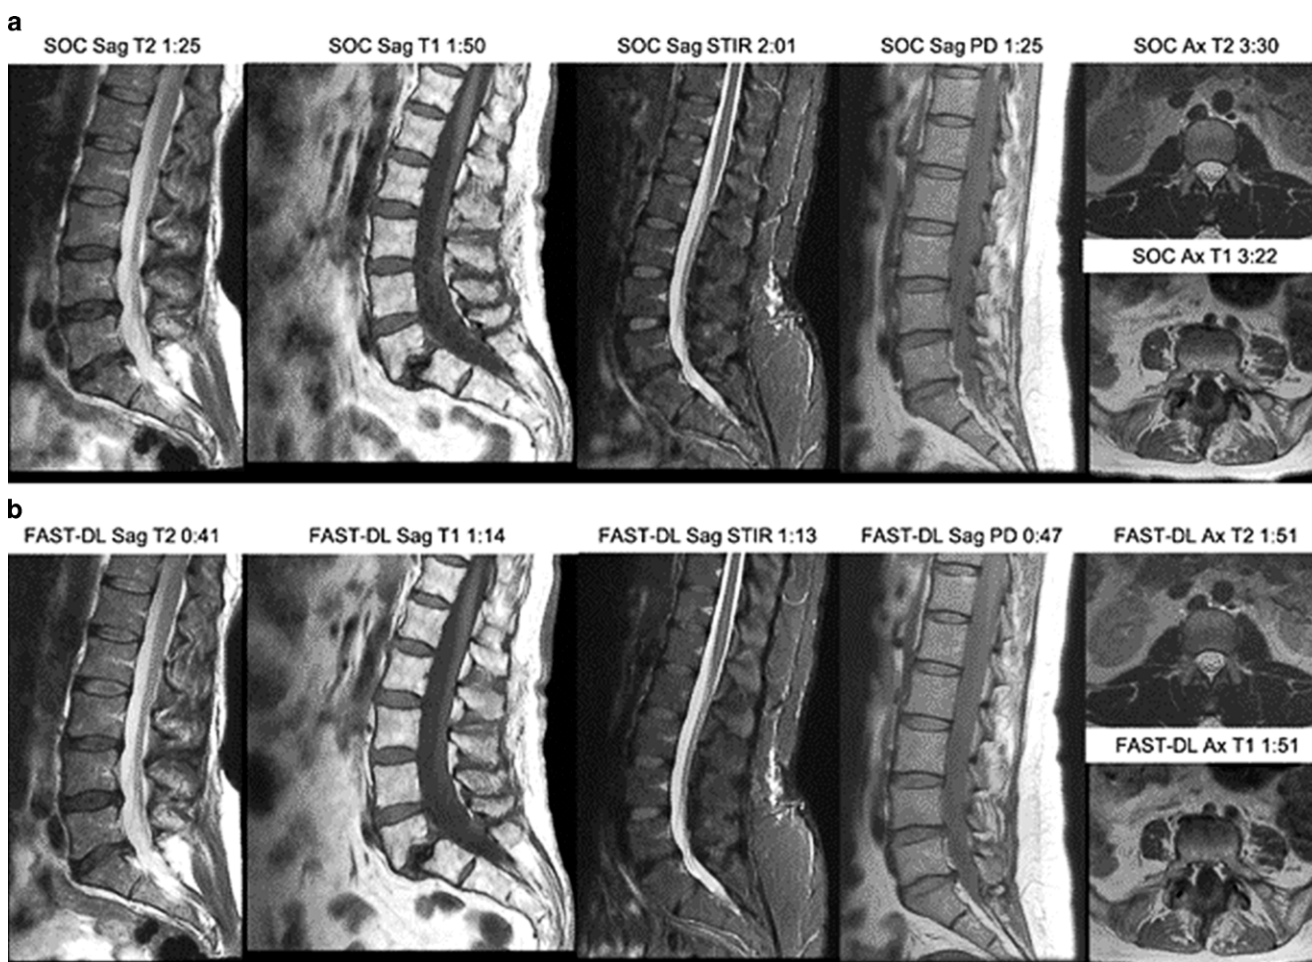 a
SOC Sag T2 1:25
SOC Sag T1 1:50
SOC Sag STIR 2:01
SOC Sag PD 1:25
SOC Ax T2 3:30
SOC Ax T1 3:22
b
FAST-DL Sag T2 0:41
FAST-DL Sag T1 1:14
FAST-DL Sag STIR 1:13
FAST-DL Sag PD 0:47
FAST-DL Ax T2 1:51
FAST-DL Ax T1 1:51